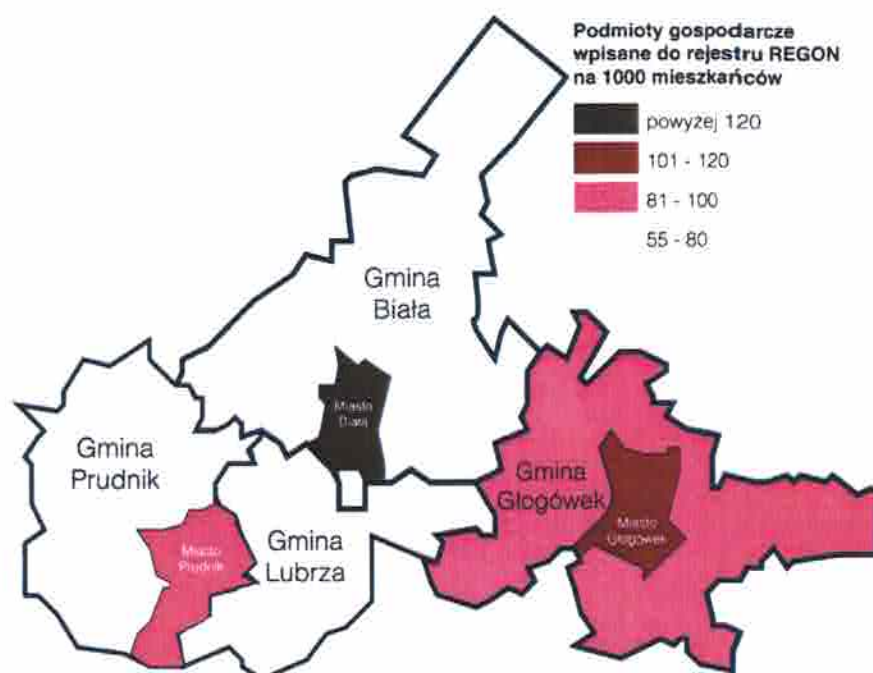 Podmioty gospodarcze
wpisane do rejestru REGON
na 1000 mieszkańców
powyżej 120
101 - 120
81 - 100
55 - 80
Gmina
Biała
Miasto
Biała
Gmina
Prudnik
Gmina
Głogówek
Miasto
Głogówek
Miasto
Prudnik
Gmina
Lubrza